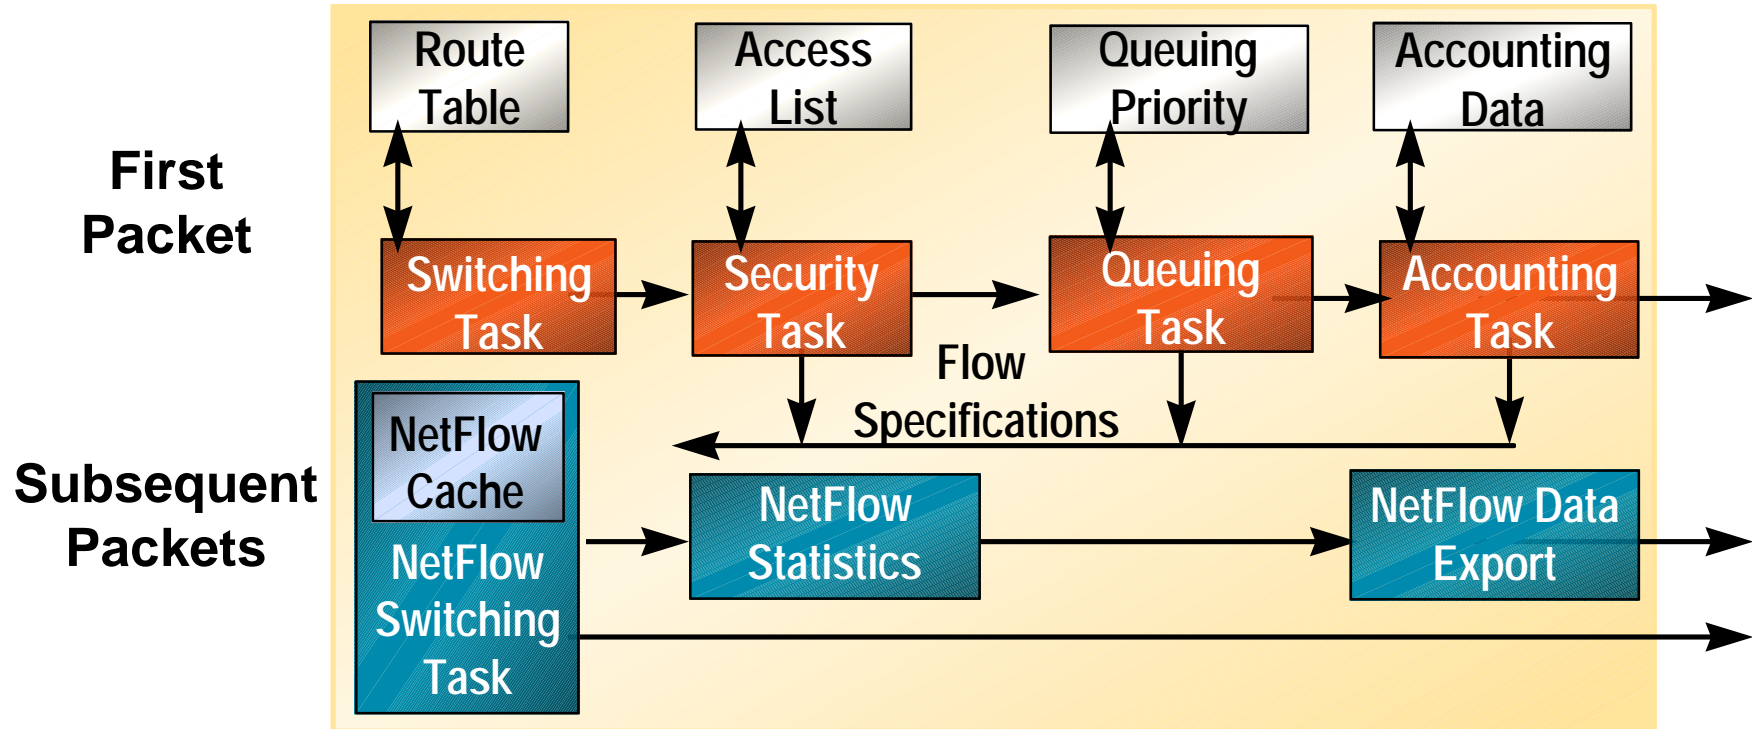 Route
Table
Access
List
Queuing
Priority
Accounting
Data
First
Packet
Switching
Task
Security
Task
Queuing
Task
Accounting
Task
Flow
Specifications
Subsequent
Packets
NetFlow
Cache
NetFlow
Switching
Task
NetFlow
Statistics
NetFlow Data
Export